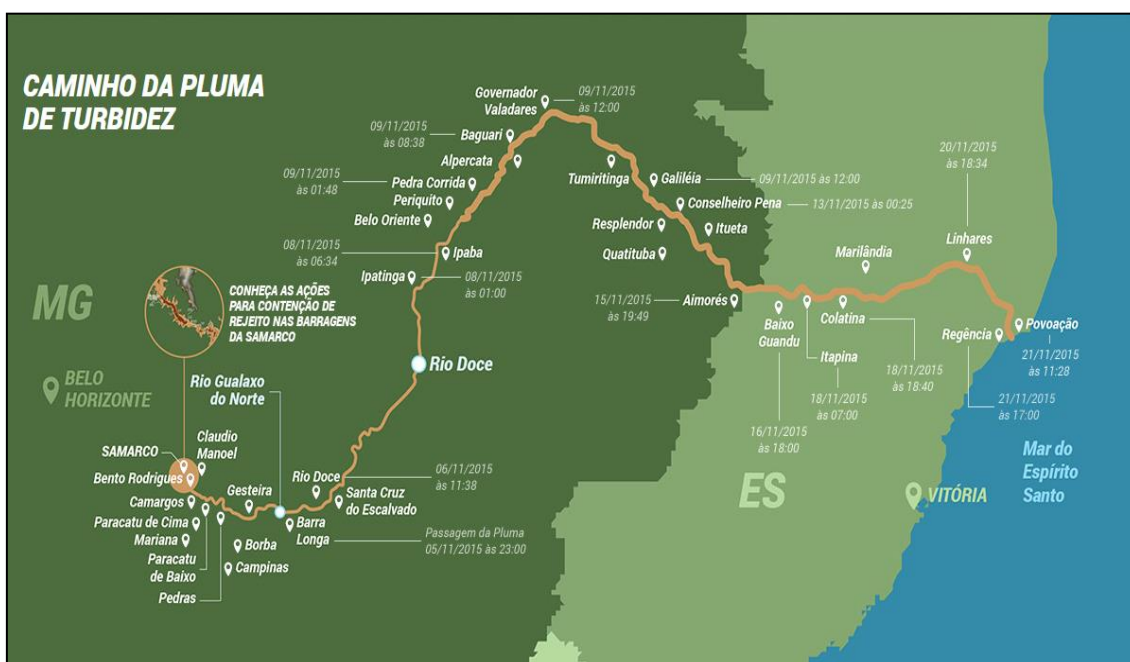 CAMINHO DA PLUMA
DE TURBIDEZ
Governador
Valadares
09/11/2015
às 12:00
09/11/2015
às 08:38
Baguari
Alpercata
09/11/2015
às 01:48
Pedra Corrida
Periquito
Belo Oriente
Tumiritinga
Galiléia
09/11/2015 às 12:00
Conselheiro Pena
13/11/2015 às 00:25
Resplendor
Itueta
Quatituba
20/11/2015
às 18:34
Linhares
Marilândia
08/11/2015
às 06:34
Ipaba
Ipatinga
08/11/2015
às 01:00
MG
CONHEÇA AS AÇÕES
PARA CONTENÇÃO DE
REJEITO NAS BARRAGENS
DA SAMARCO
15/11/2015
às 19:49
Aimorés
Baixo
Guandu
16/11/2015
às 18:00
Itapina
18/11/2015
às 07:00
Colatina
18/11/2015
às 18:40
Regência
21/11/2015
às 17:00
Povoação
21/11/2015
às 11:28
BELO
HORIZONTE
Rio Gualaxo
do Norte
Rio Doce
SAMARCO
Claudio
Manoel
Bento Rodrigues
Camargos
Paracatu de Cima
Mariana
Paracatu
de Baixo
Pedras
Gesteira
Borba
Campinas
Rio Doce
Barra
Longa
Santa Cruz
do Escalvado
06/11/2015
às 11:38
Passagem da Pluma
05/11/2015 às 23:00
ES
VITÓRIA
Mar do
Espírito
Santo